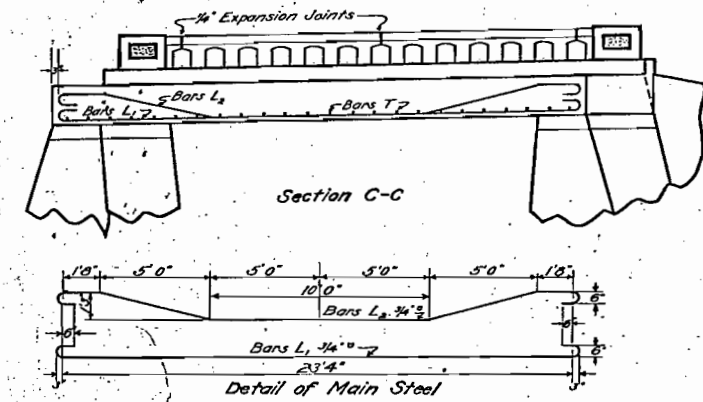 ¼" Expansion Joints
Bars L₂
Bars L₁
Bars T
Section C-C
1'8" 5'0" 5'0" 5'0" 5'0" 1'8"
10'0"
Bars L₂ ¾"
6" 6"
6" 6"
Bars L₁ ¾"
23'4"
3" 3"
Detail of Main Steel